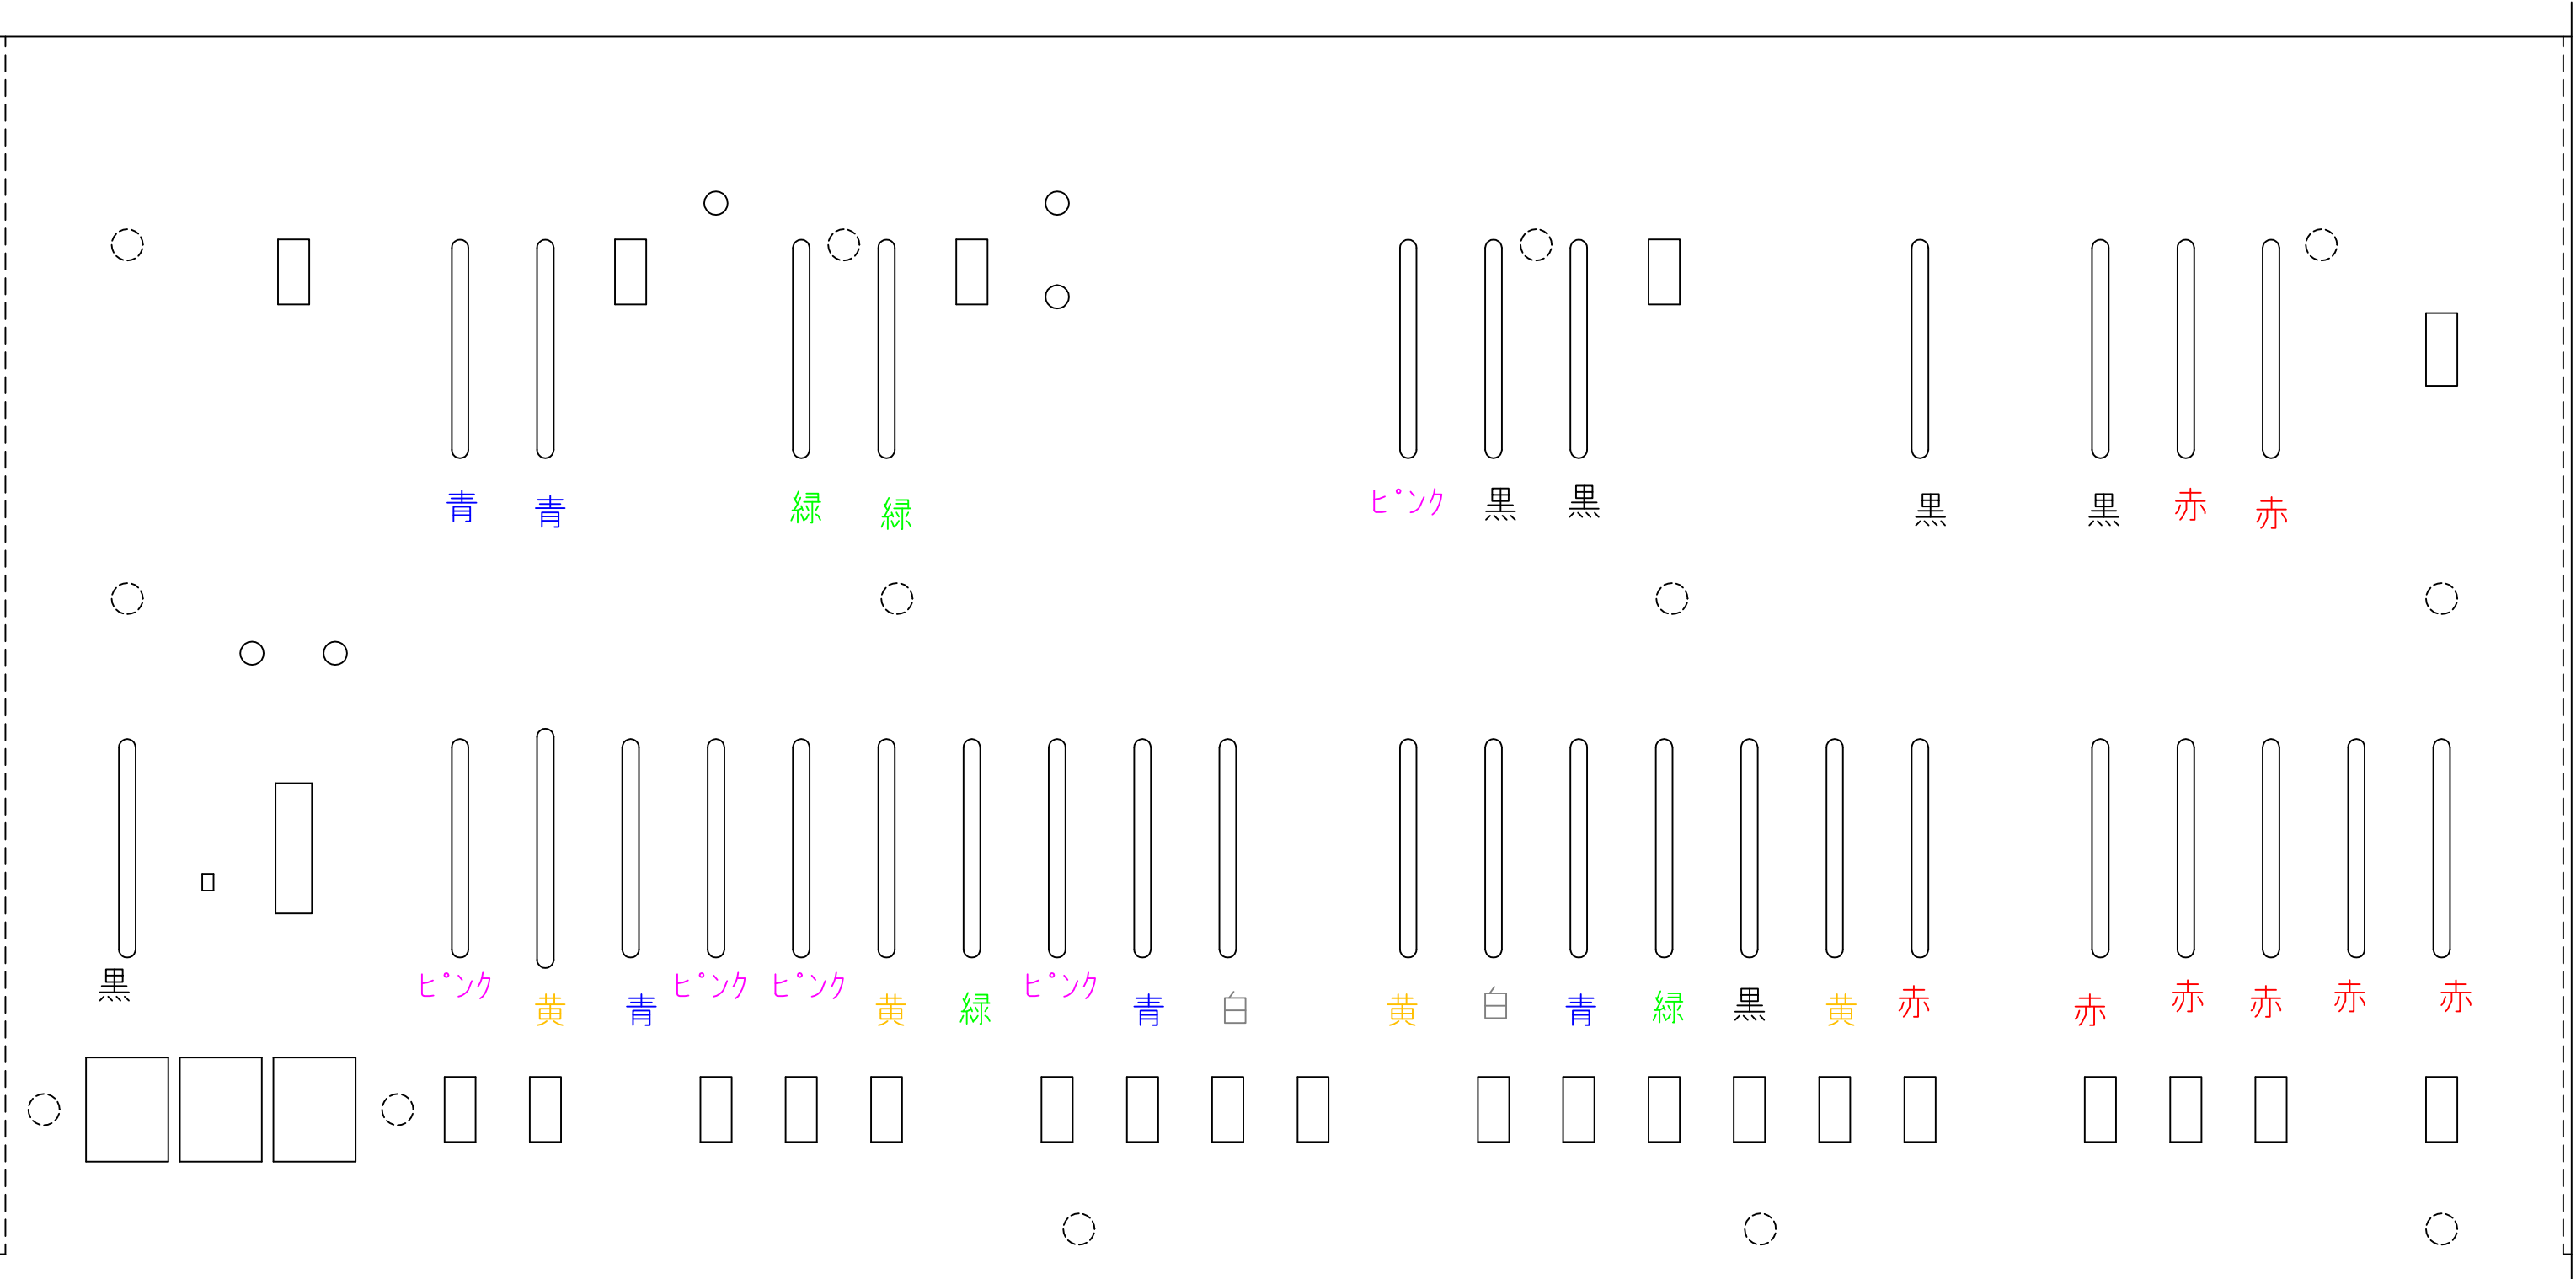 青 青 緑 緑 ピンク 黒 黒 黒 黒 赤 赤
黒 ピンク 黄 青 ピンク ピンク 黄 緑 ピンク 青 白 黄 白 青 緑 黒 黄 赤 赤 赤 赤 赤 赤